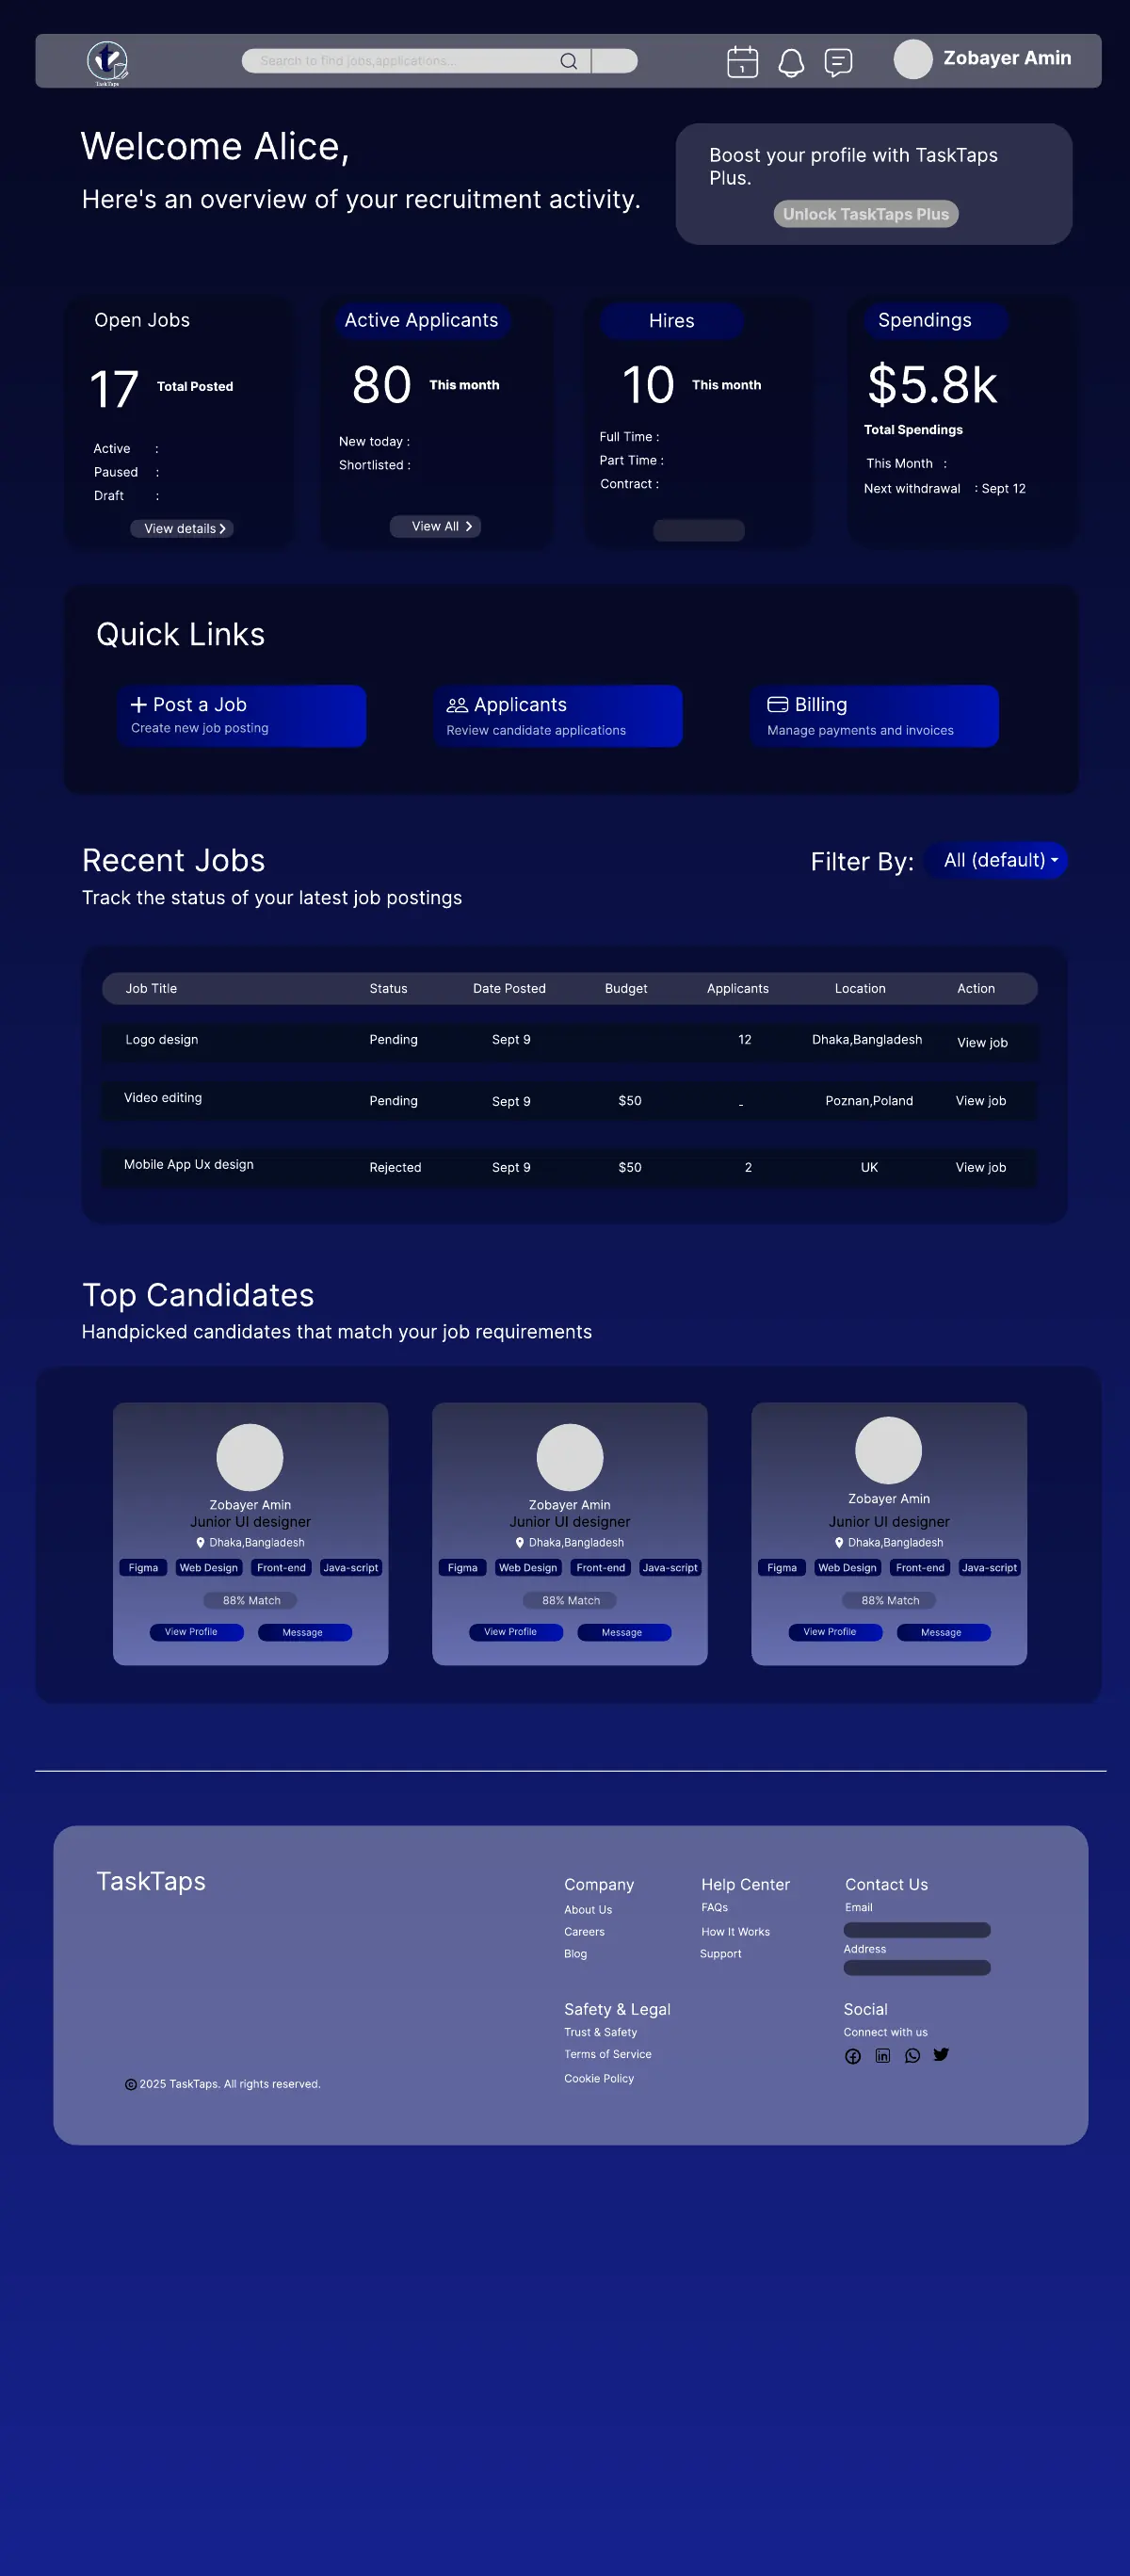 TaskTaps
Search to find jobs,applications...
1
Zobayer Amin
Welcome Alice,
Here's an overview of your recruitment activity.
Boost your profile with TaskTaps
Plus.
Unlock TaskTaps Plus
Open Jobs
17 Total Posted
Active :
Paused :
Draft :
View details
Active Applicants
80 This month
New today :
Shortlisted :
View All
Hires
10 This month
Full Time :
Part Time :
Contract :
Spendings
$5.8k
Total Spendings
This Month :
Next withdrawal : Sept 12
Quick Links
Post a Job
Create new job posting
Applicants
Review candidate applications
Billing
Manage payments and invoices
Recent Jobs
Track the status of your latest job postings
Filter By: All (default)
Job Title Status Date Posted Budget Applicants Location Action
Logo design Pending Sept 9 12 Dhaka,Bangladesh View job
Video editing Pending Sept 9 $50 - Poznan,Poland View job
Mobile App Ux design Rejected Sept 9 $50 2 UK View job
Top Candidates
Handpicked candidates that match your job requirements
Zobayer Amin
Junior UI designer
Dhaka,Bangladesh
Figma Web Design Front-end Java-script
88% Match
View Profile Message
Zobayer Amin
Junior UI designer
Dhaka,Bangladesh
Figma Web Design Front-end Java-script
88% Match
View Profile Message
Zobayer Amin
Junior UI designer
Dhaka,Bangladesh
Figma Web Design Front-end Java-script
88% Match
View Profile Message
TaskTaps
© 2025 TaskTaps. All rights reserved.
Company
About Us
Careers
Blog
Help Center
FAQs
How It Works
Support
Contact Us
Email
Address
Safety & Legal
Trust & Safety
Terms of Service
Cookie Policy
Social
Connect with us